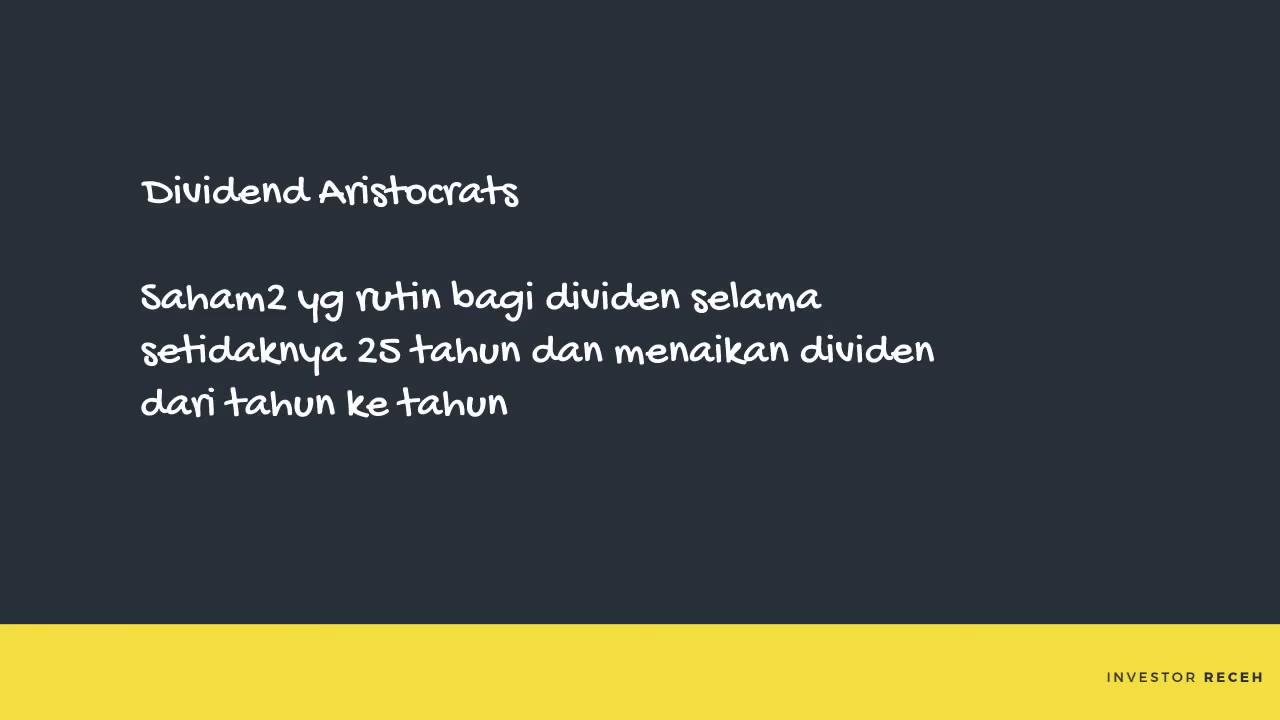 Dividend Aristocrats
Saham2 yg rutin bagi dividen selama
setidaknya 25 tahun dan menaikan dividen
dari tahun ke tahun
INVESTOR RECEH